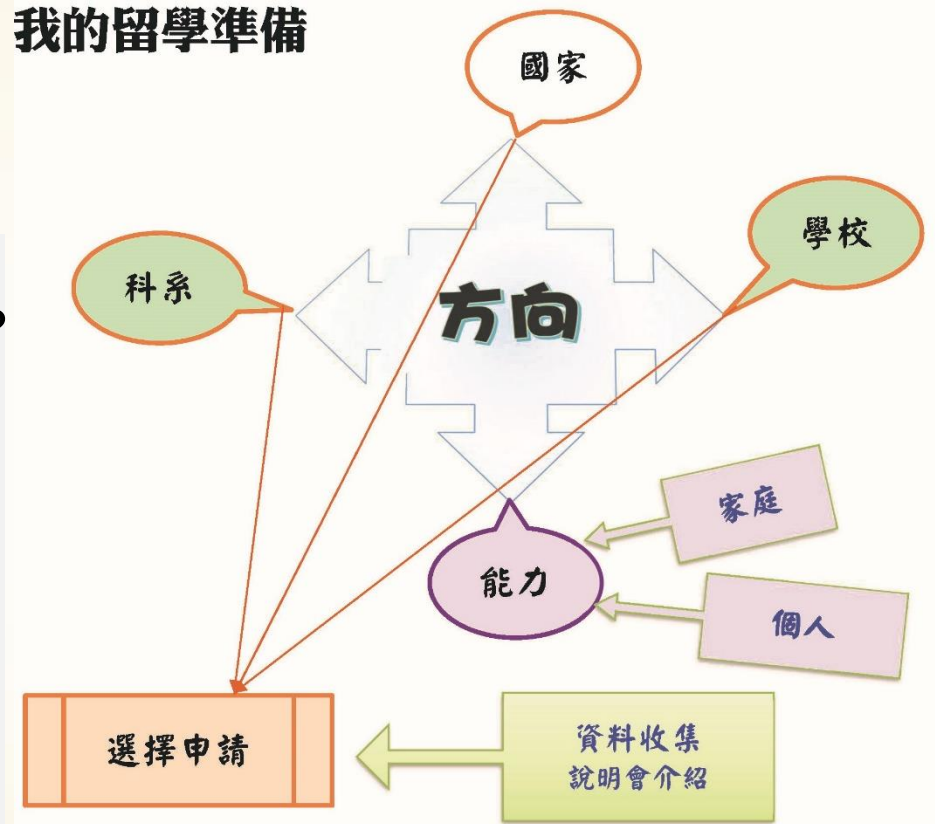 我的留學準備
國家
學校
科系
方向
家庭
能力
個人
選擇申請
資料收集
說明會介紹